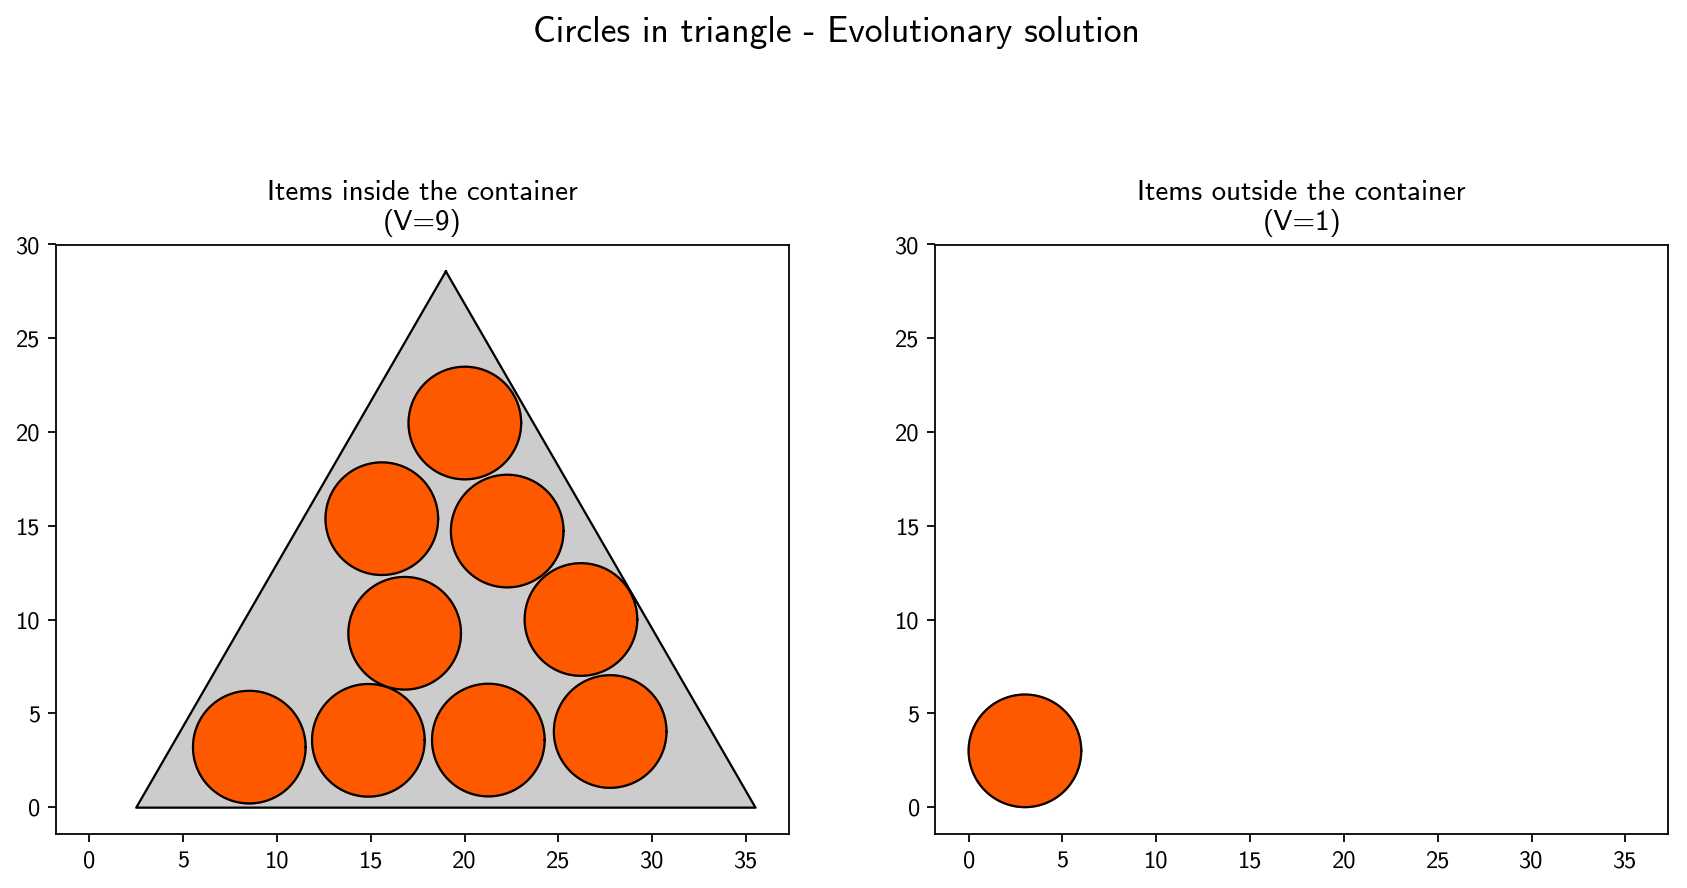 Circles in triangle - Evolutionary solution
Items inside the container
(V=9)
30
25
20
15
10
5
0
0 5 10 15 20 25 30 35
Items outside the container
(V=1)
30
25
20
15
10
5
0
0 5 10 15 20 25 30 35